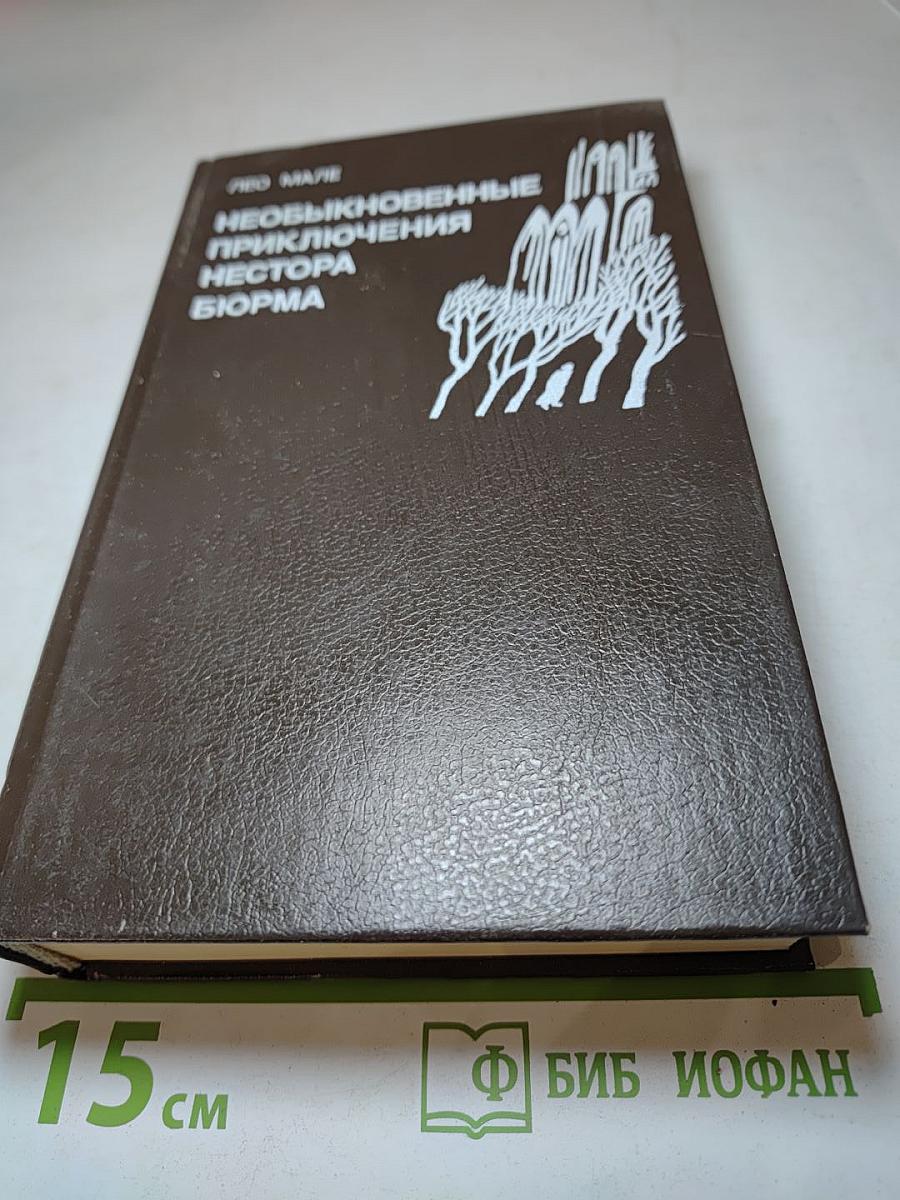 ЛЕО МАЛЕ
НЕОБЫКНОВЕННЫЕ
ПРИКЛЮЧЕНИЯ
НЕСТОРА
БЮРМА
15 см
Ф БИБ ИОФАН